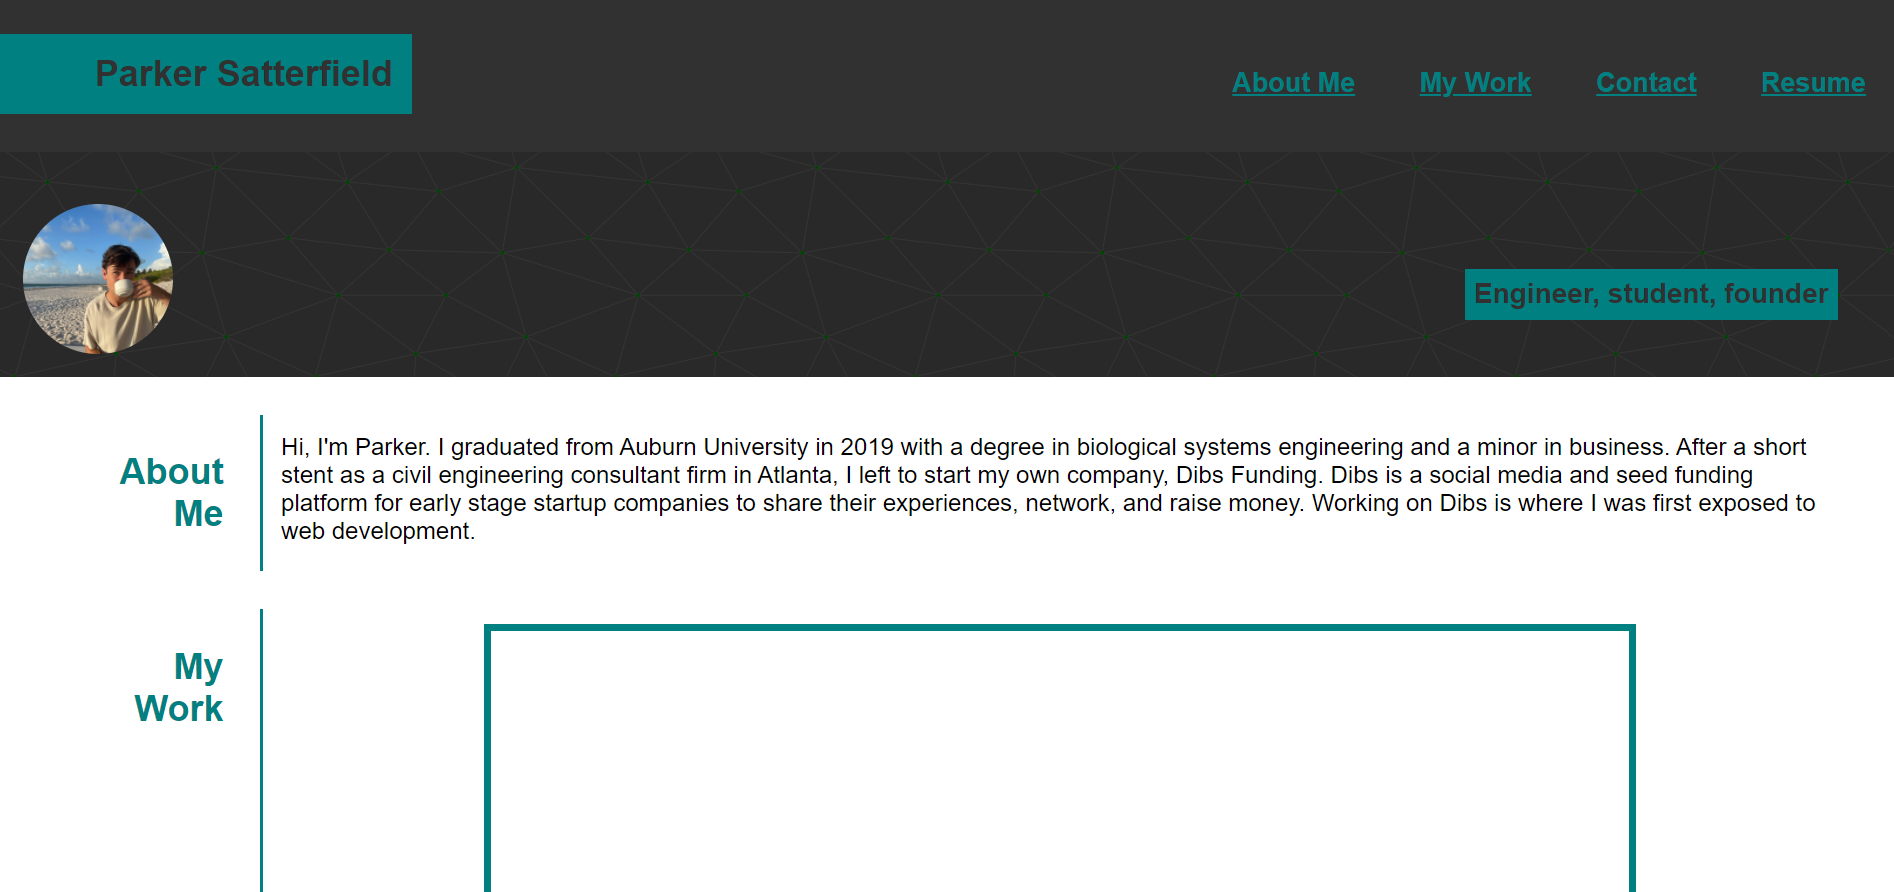 Parker Satterfield
About Me
My Work
Contact
Resume
Engineer, student, founder
About
Me
Hi, I'm Parker. I graduated from Auburn University in 2019 with a degree in biological systems engineering and a minor in business. After a short
stent as a civil engineering consultant firm in Atlanta, I left to start my own company, Dibs Funding. Dibs is a social media and seed funding
platform for early stage startup companies to share their experiences, network, and raise money. Working on Dibs is where I was first exposed to
web development.
My
Work